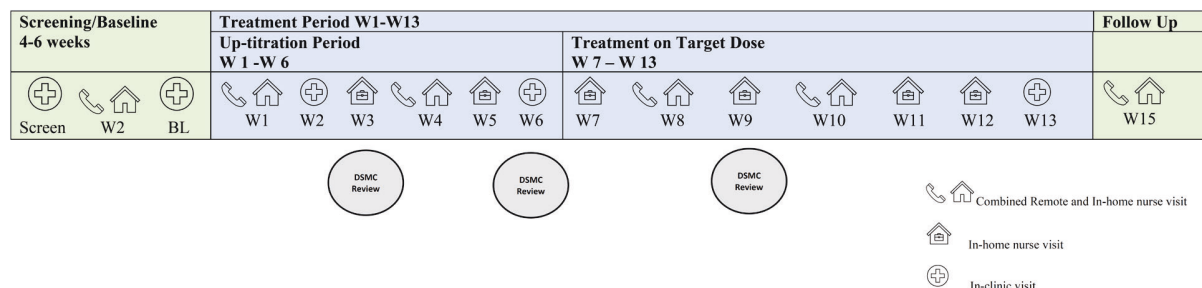 Screening/Baseline
4-6 weeks
Treatment Period W1-W13
Follow Up
Up-titration Period
W 1 -W 6
Treatment on Target Dose
W 7 – W 13
Screen W2 BL W1 W2 W3 W4 W5 W6 W7 W8 W9 W10 W11 W12 W13 W15
DSMC
Review
DSMC
Review
DSMC
Review
Combined Remote and In-home nurse visit
In-home nurse visit
In-clinic visit